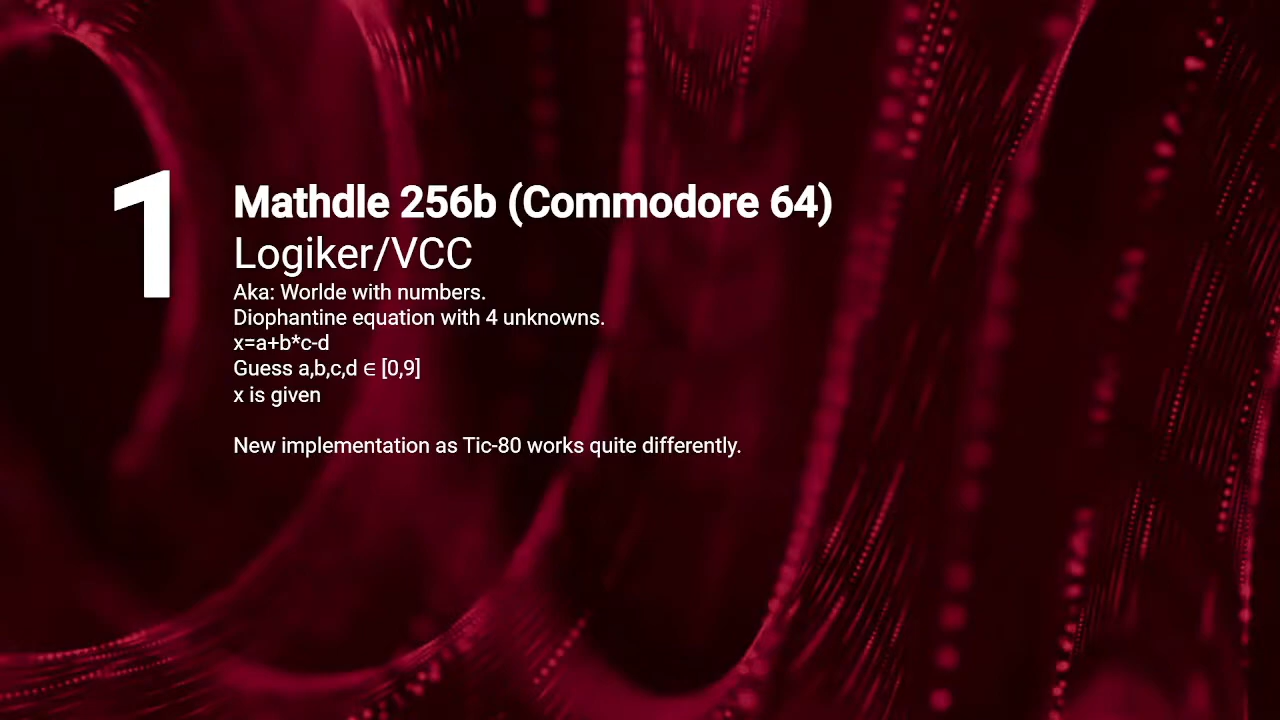 1
Mathdle 256b (Commodore 64)
Logiker/VCC
Aka: Worlde with numbers.
Diophantine equation with 4 unknowns.
x=a+b*c-d
Guess a,b,c,d ∈ [0,9]
x is given
New implementation as Tic-80 works quite differently.